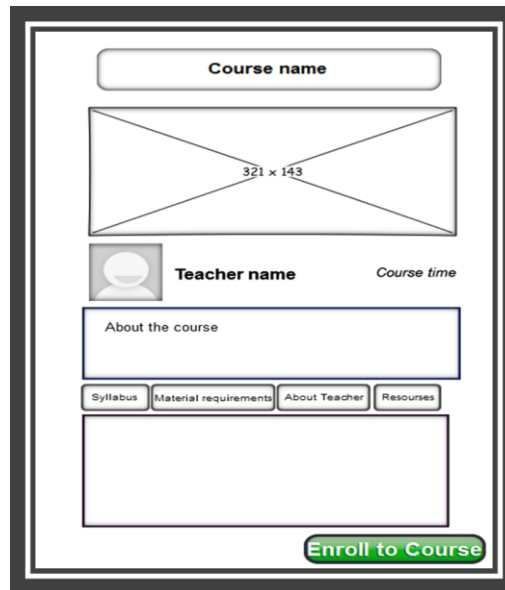 Course name
321 x 143
Teacher name
Course time
About the course
Syllabus
Material requirements
About Teacher
Resourses
Enroll to Course